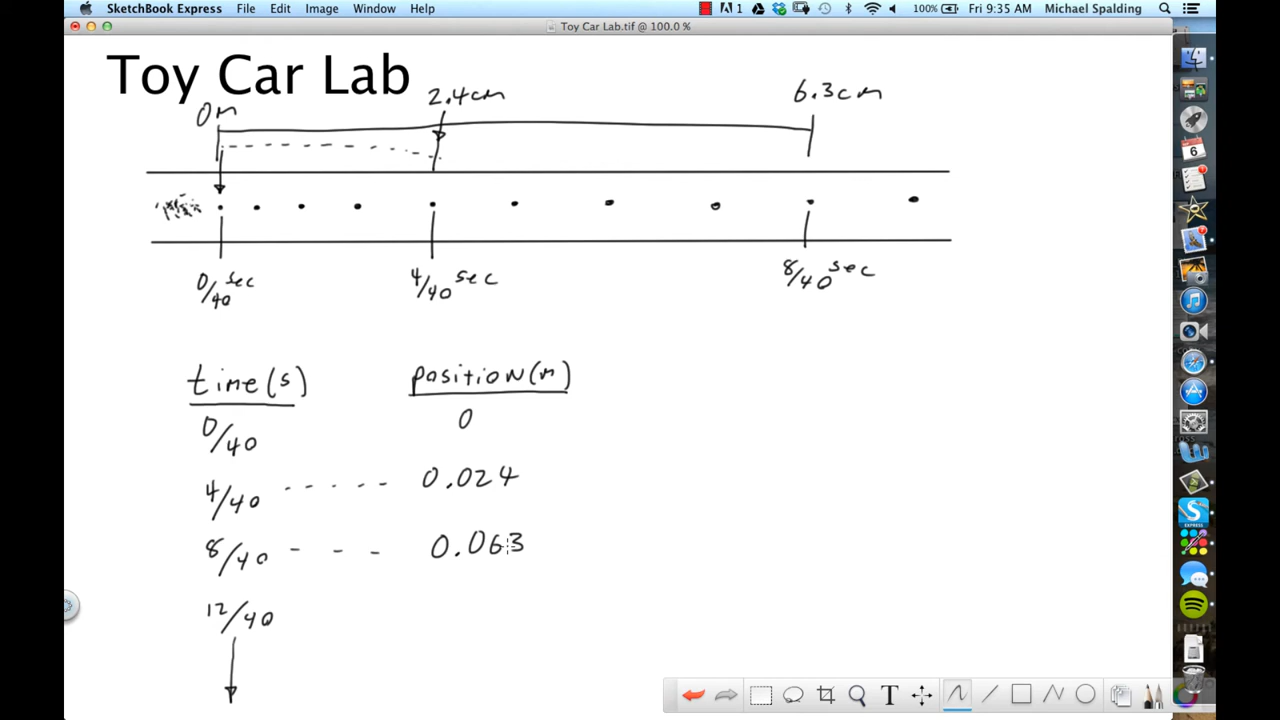 SketchBook Express File Edit Image Window Help 1 100% Fri 9:35 AM Michael Spalding
Toy Car Lab.tif @ 100.0 %
Toy Car Lab
0m 2.4cm 6.3cm
0/40 sec 4/40 sec 8/40 sec
time(s) position(m)
0/40 0
4/40 0.024
8/40 0.063
12/40
T